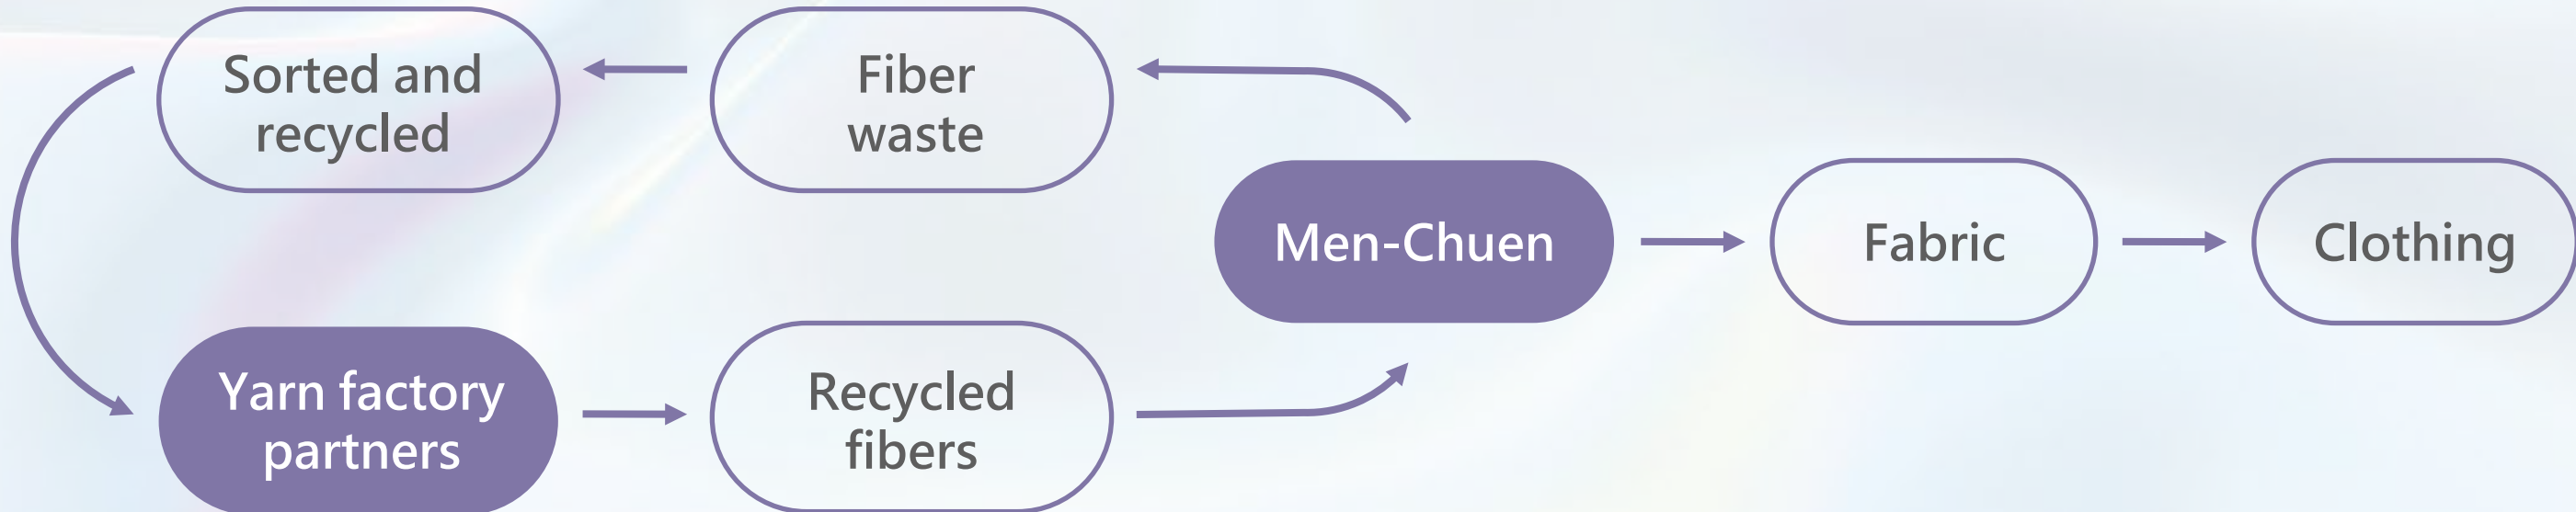 Sorted and
recycled
Fiber
waste
Men-Chuen
Fabric
Clothing
Yarn factory
partners
Recycled
fibers